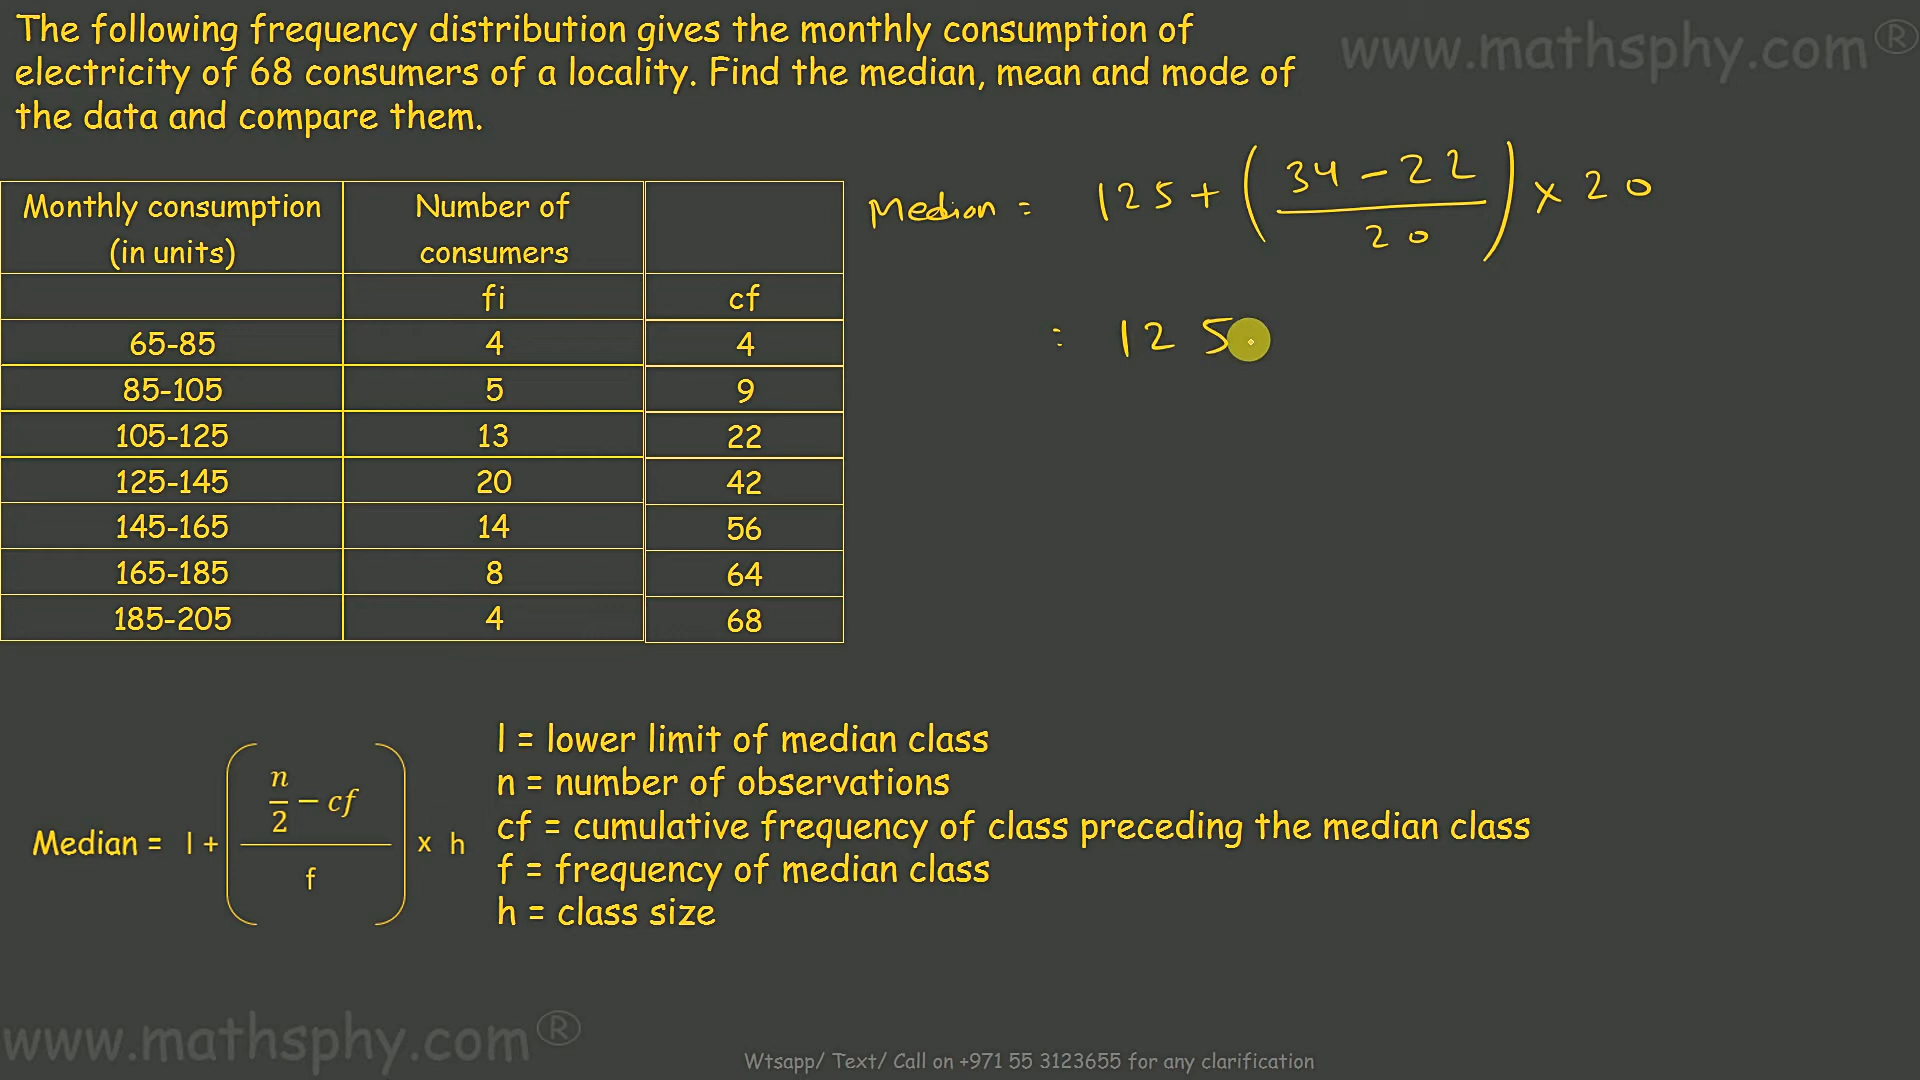 The following frequency distribution gives the monthly consumption of
electricity of 68 consumers of a locality. Find the median, mean and mode of
the data and compare them.
www.mathsphy.com®
Monthly consumption (in units) Number of consumers
fi cf
65-85 4 4
85-105 5 9
105-125 13 22
125-145 20 42
145-165 14 56
165-185 8 64
185-205 4 68
Median = 125 + (34 - 22 / 20) x 20
= 125
Median = l + (n/2 − cf / f) x h
l = lower limit of median class
n = number of observations
cf = cumulative frequency of class preceding the median class
f = frequency of median class
h = class size
www.mathsphy.com®
Wtsapp/ Text/ Call on +971 55 3123655 for any clarification